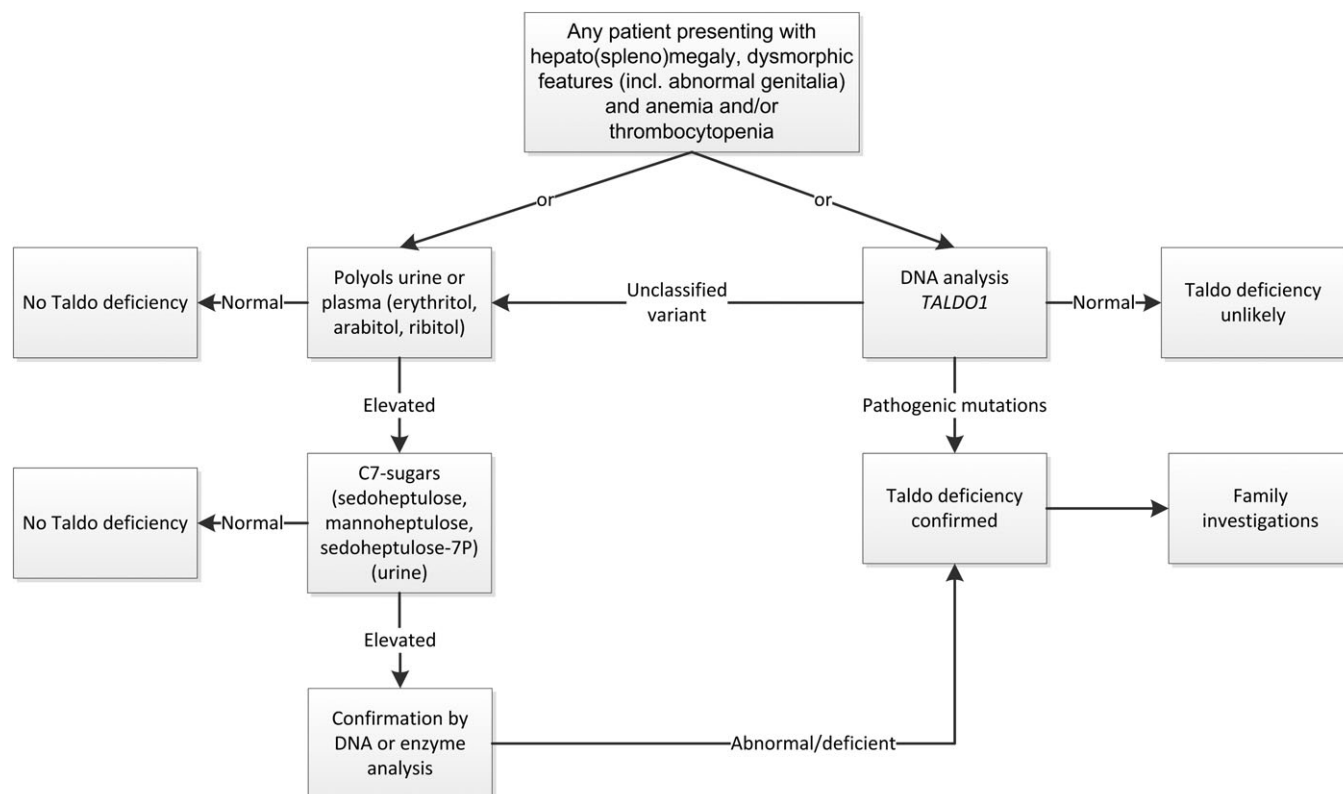 Any patient presenting with
hepato(spleno)megaly, dysmorphic
features (incl. abnormal genitalia)
and anemia and/or
thrombocytopenia
or
or
No Taldo deficiency
Normal
Polyols urine or
plasma (erythritol,
arabitol, ribitol)
Unclassified
variant
DNA analysis
TALDO1
Normal
Taldo deficiency
unlikely
Elevated
Pathogenic mutations
No Taldo deficiency
Normal
C7-sugars
(sedoheptulose,
mannoheptulose,
sedoheptulose-7P)
(urine)
Taldo deficiency
confirmed
Family
investigations
Elevated
Confirmation by
DNA or enzyme
analysis
Abnormal/deficient